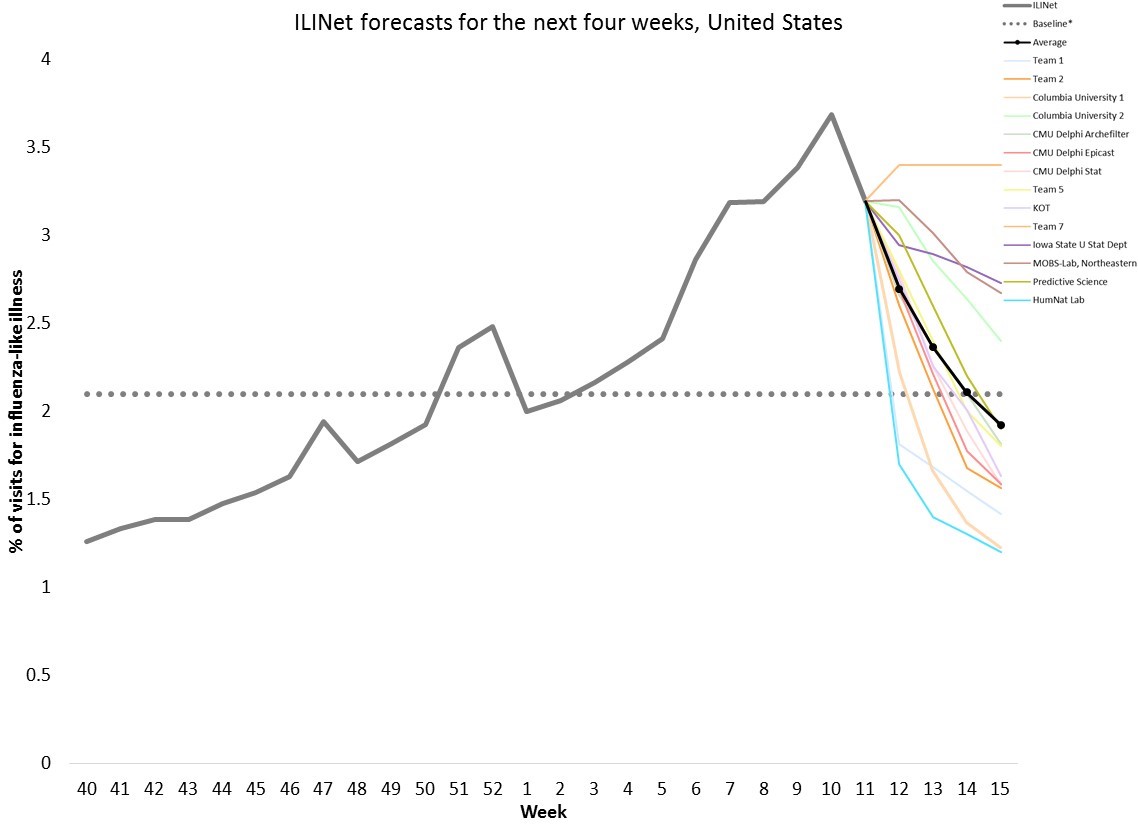 ILINet forecasts for the next four weeks, United States
ILINet
Baseline*
Average
Team 1
Team 2
Columbia University 1
Columbia University 2
CMU Delphi Archefilter
CMU Delphi Epicast
CMU Delphi Stat
Team 5
KOT
Team 7
Iowa State U Stat Dept
MOBS-Lab, Northeastern
Predictive Science
HumNat Lab
% of visits for influenza-like illness
4
3.5
3
2.5
2
1.5
1
0.5
0
40 41 42 43 44 45 46 47 48 49 50 51 52 1 2 3 4 5 6 7 8 9 10 11 12 13 14 15
Week